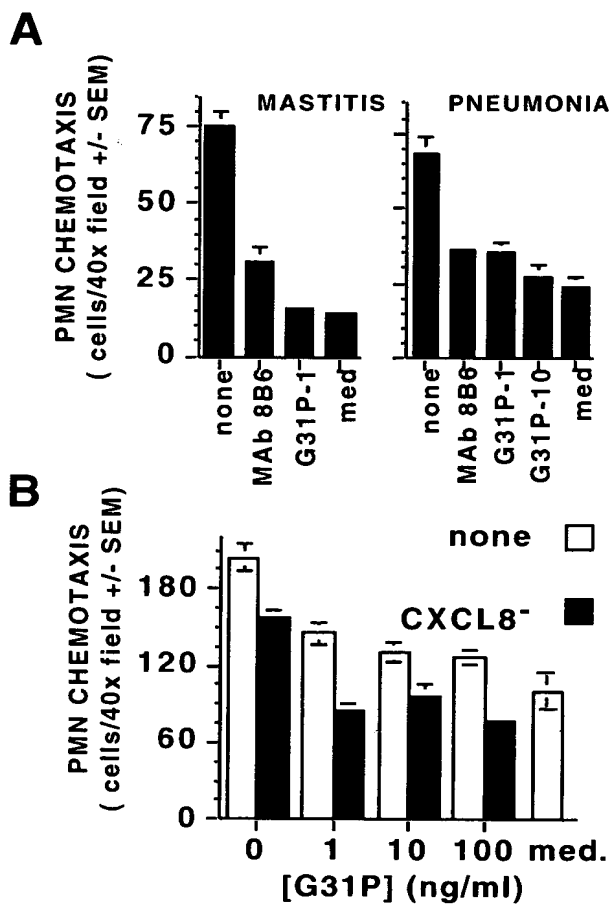 A
MASTITIS
PNEUMONIA
PMN CHEMOTAXIS
( cells/40x field +/- SEM)
75
50
25
0
none
MAb 8B6
G31P-1
med
none
MAb 8B6
G31P-1
G31P-10
med
B
none
CXCL8-
PMN CHEMOTAXIS
( cells/40x field +/- SEM)
180
120
60
0
0 1 10 100 med.
[G31P] (ng/ml)